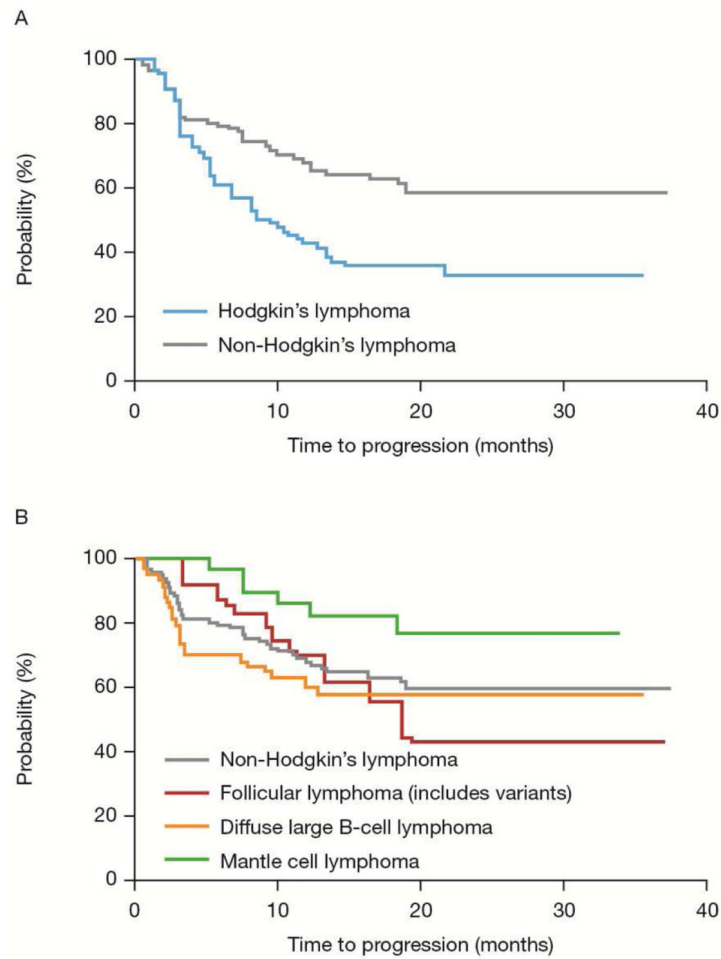 A
100
80
60
40
20
0
Probability (%)
Hodgkin's lymphoma
Non-Hodgkin's lymphoma
0 10 20 30 40
Time to progression (months)
B
100
80
60
40
20
0
Probability (%)
Non-Hodgkin's lymphoma
Follicular lymphoma (includes variants)
Diffuse large B-cell lymphoma
Mantle cell lymphoma
0 10 20 30 40
Time to progression (months)